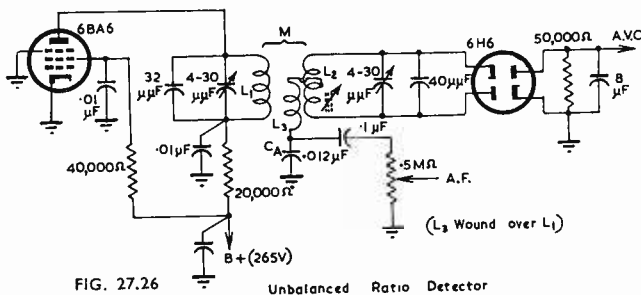 6BA6
M
6H6
50,000Ω
A.V.C.
.01 μF
32 μμF
4-30 μμF
L₁
L₂
4-30 μμF
40μμF
8 μF
L₃
.01μF
C_A
.012μF
.1μF
40,000Ω
20,000Ω
.5MΩ
A.F.
(L₃ Wound over L₁)
B+(265V)
FIG. 27.26 Unbalanced Ratio Detector